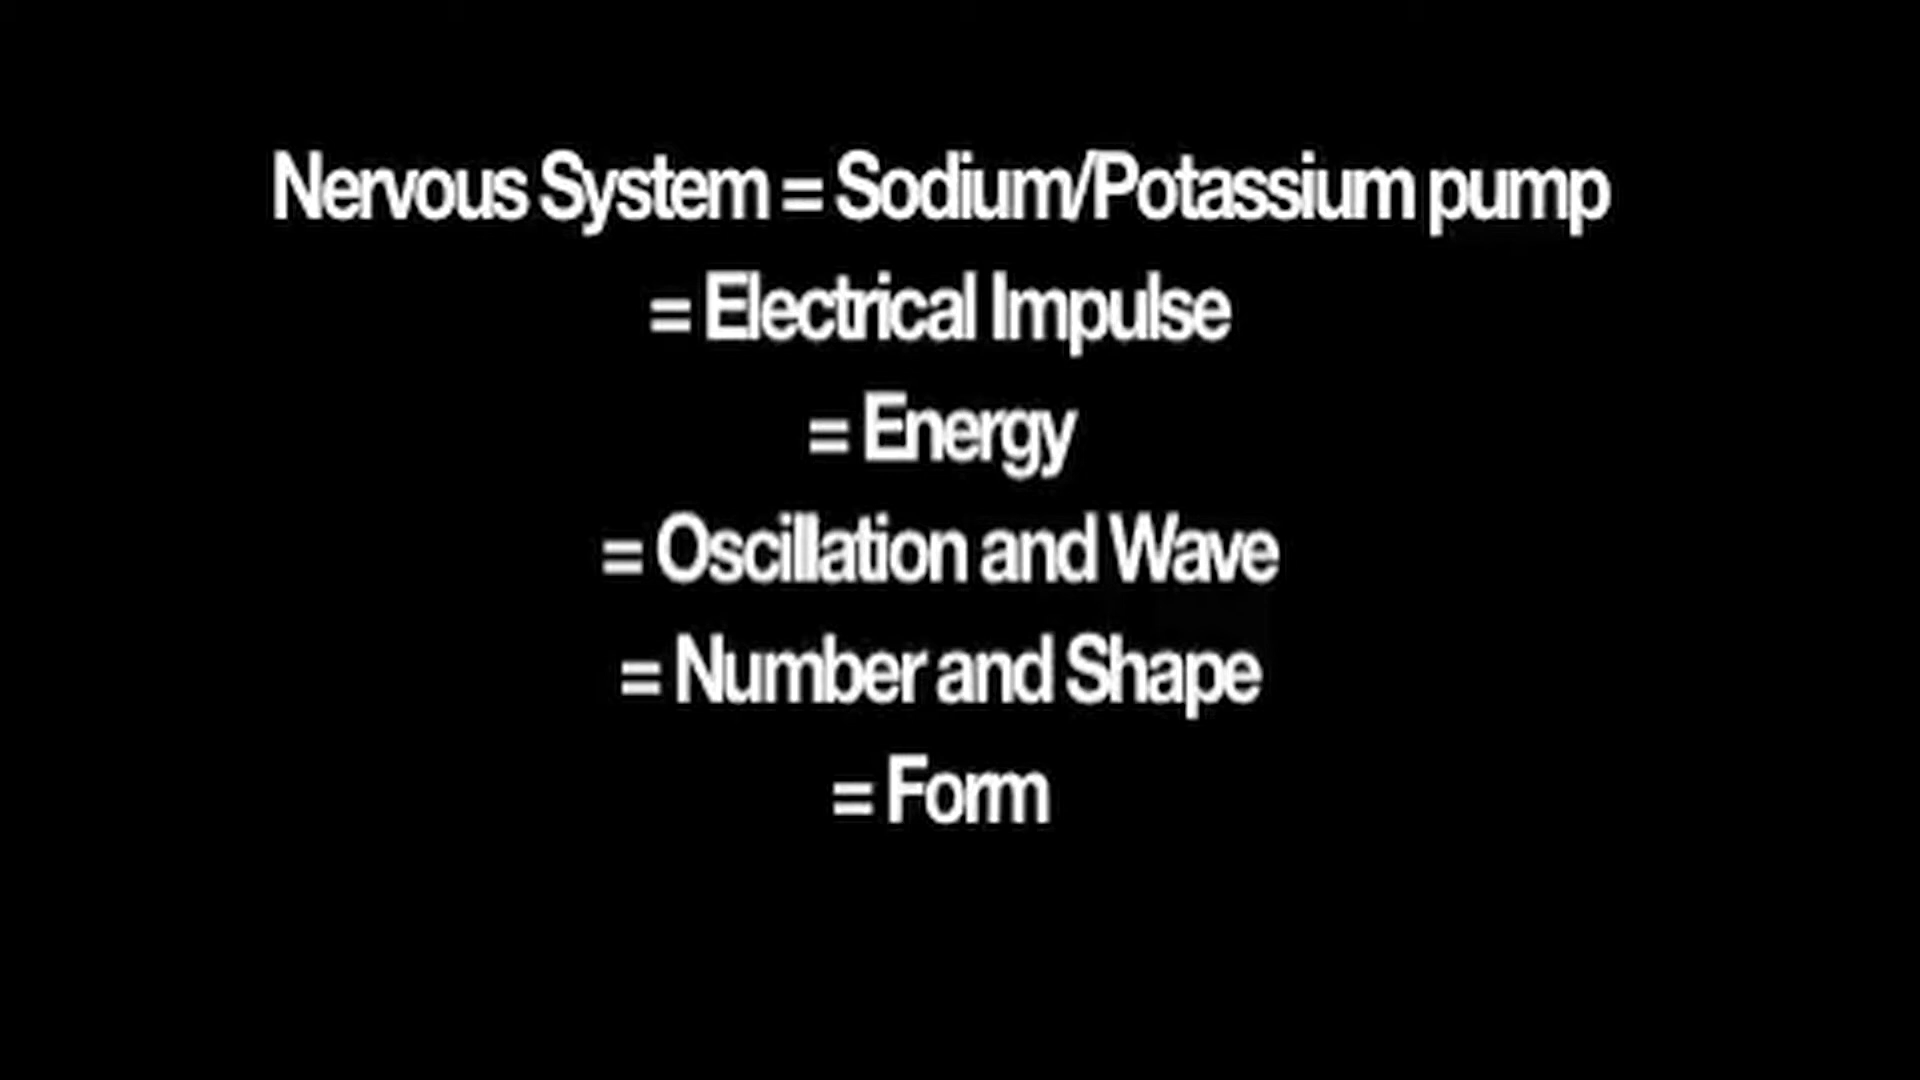 Nervous System = Sodium/Potassium pump
= Electrical Impulse
= Energy
= Oscillation and Wave
= Number and Shape
= Form